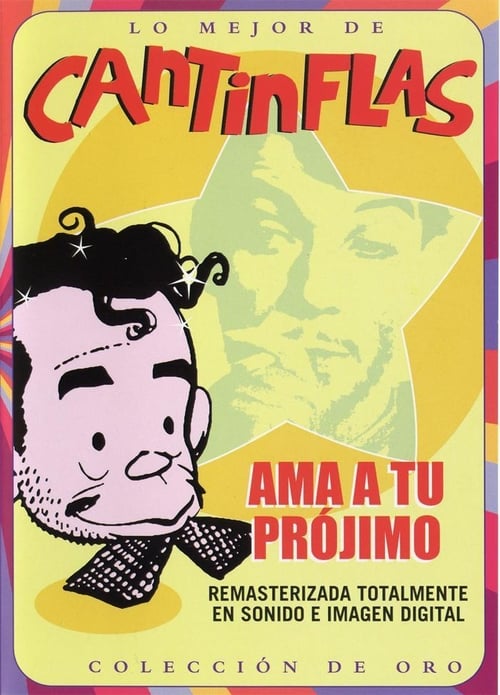 LO MEJOR DE
CANTINFLAS
AMA A TU
PRÓJIMO
REMASTERIZADA TOTALMENTE
EN SONIDO E IMAGEN DIGITAL
COLECCIÓN DE ORO